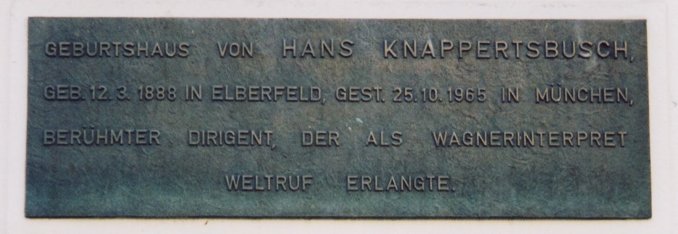 GEBURTSHAUS VON HANS KNAPPERTSBUSCH,
GEB. 12. 3. 1888 IN ELBERFELD, GEST. 25. 10. 1965 IN MÜNCHEN,
BERÜHMTER DIRIGENT, DER ALS WAGNERINTERPRET
WELTRUF ERLANGTE.